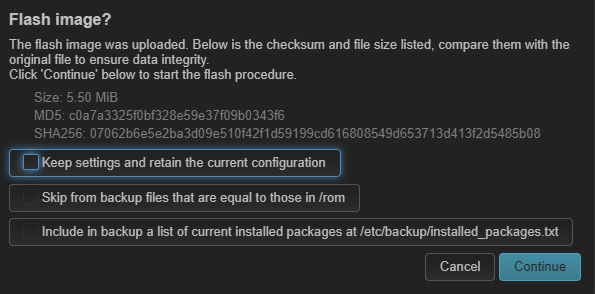 Flash image?
The flash image was uploaded. Below is the checksum and file size listed, compare them with the
original file to ensure data integrity.
Click 'Continue' below to start the flash procedure.
Size: 5.50 MiB
MD5: c0a7a3325f0bf328e59e37f09b0343f6
SHA256: 07062b6e5e2ba3d09e510f42f1d59199cd616808549d653713d413f2d5485b08
Keep settings and retain the current configuration
Skip from backup files that are equal to those in /rom
Include in backup a list of current installed packages at /etc/backup/installed_packages.txt
Cancel
Continue